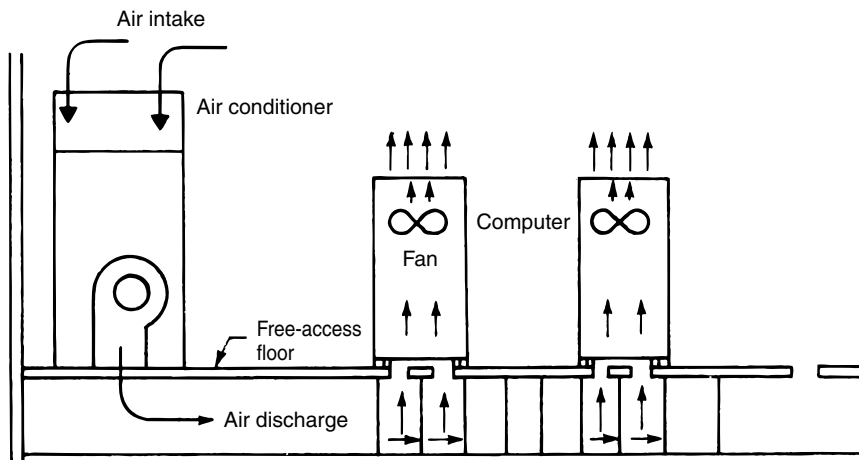 Air intake
Air conditioner
Computer
Fan
Free-access
floor
Air discharge